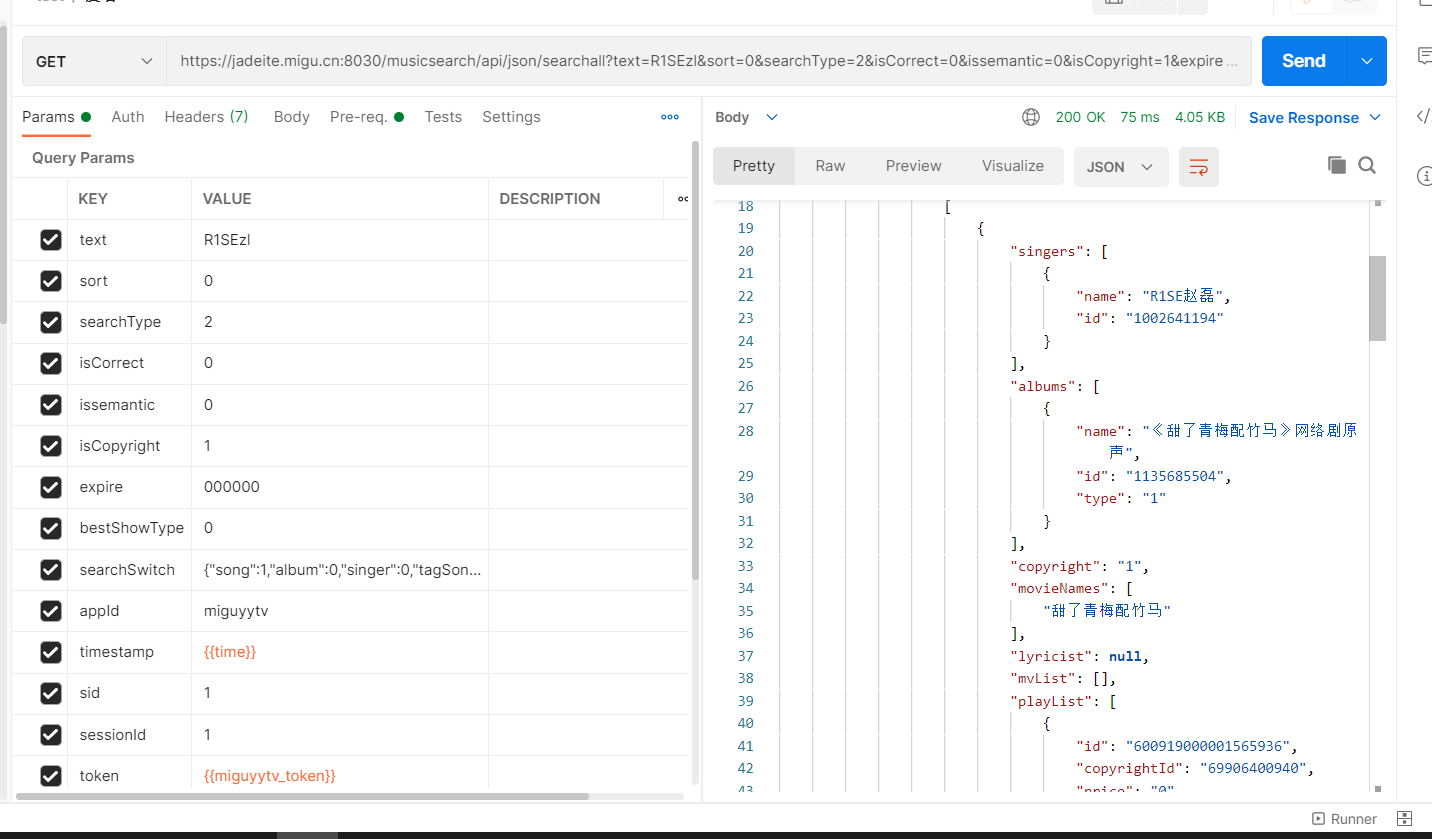 GET
https://jadeite.migu.cn:8030/musicsearch/api/json/searchall?text=R1SEzl&sort=0&searchType=2&isCorrect=0&issemantic=0&isCopyright=1&expire ...
Send
Params
Auth
Headers (7)
Body
Pre-req.
Tests
Settings
Query Params
KEY
VALUE
DESCRIPTION
text
R1SEzl
sort
0
searchType
2
isCorrect
0
issemantic
0
isCopyright
1
expire
000000
bestShowType
0
searchSwitch
{"song":1,"album":0,"singer":0,"tagSon...
appId
miguyytv
timestamp
{{time}}
sid
1
sessionId
1
token
{{miguyytv_token}}
Body
200 OK
75 ms
4.05 KB
Save Response
Pretty
Raw
Preview
Visualize
JSON
18 [
19 {
20 "singers": [
21 {
22 "name": "R1SE赵磊",
23 "id": "1002641194"
24 }
25 ],
26 "albums": [
27 {
28 "name": "《甜了青梅配竹马》网络剧原
声",
29 "id": "1135685504",
30 "type": "1"
31 }
32 ],
33 "copyright": "1",
34 "movieNames": [
35 "甜了青梅配竹马"
36 ],
37 "lyricist": null,
38 "mvList": [],
39 "playList": [
40 {
41 "id": "600919000001565936",
42 "copyrightId": "69906400940",
43 "price": "0"
Runner